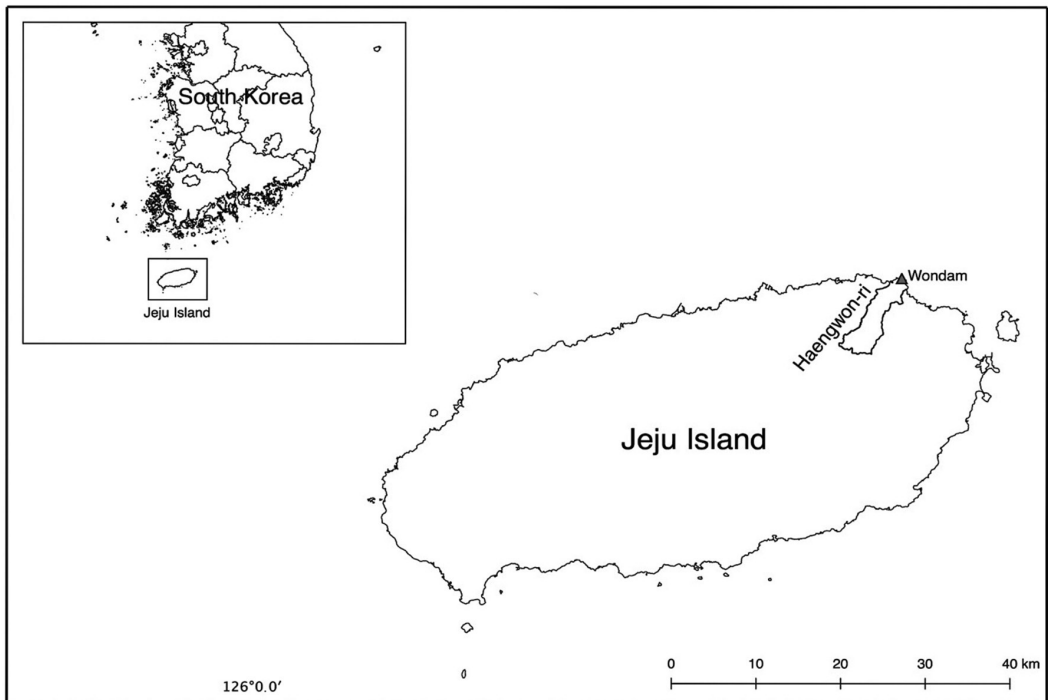 South Korea
Jeju Island
Wondam
Haengwon-ri
Jeju Island
0 10 20 30 40 km
126°0.0′